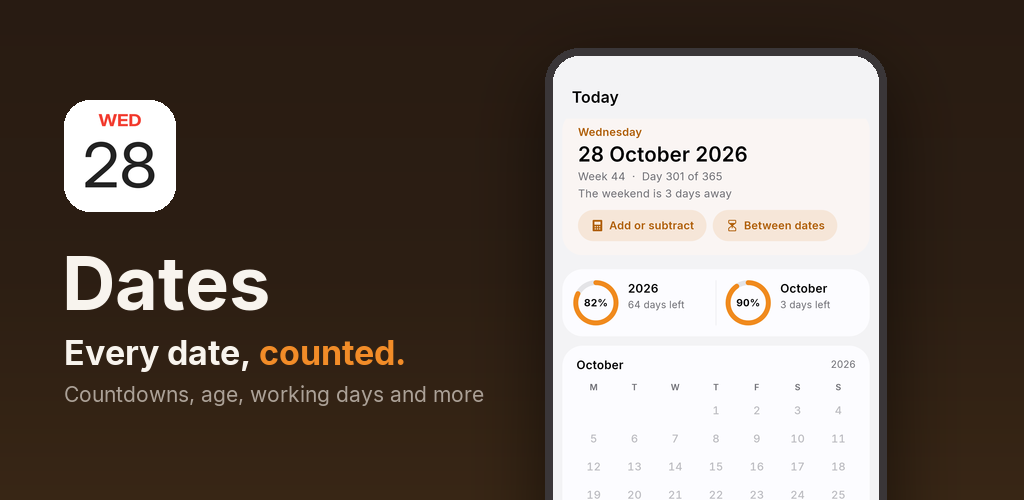 WED
28
Dates
Every date, counted.
Countdowns, age, working days and more
Today
Wednesday
28 October 2026
Week 44 · Day 301 of 365
The weekend is 3 days away
Add or subtract
Between dates
82%
2026
64 days left
90%
October
3 days left
October 2026
M T W T F S S
1 2 3 4
5 6 7 8 9 10 11
12 13 14 15 16 17 18
19 20 21 22 23 24 25